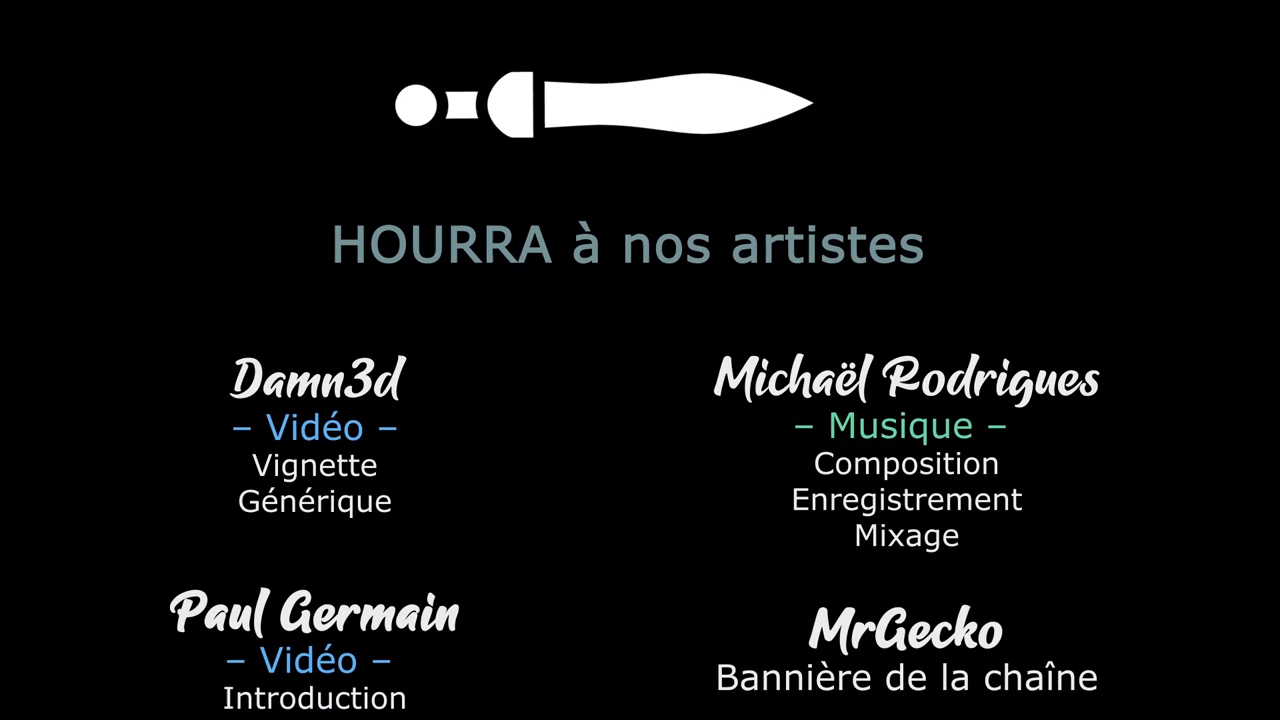 HOURRA à nos artistes
Damn3d
– Vidéo –
Vignette
Générique
Michaël Rodrigues
– Musique –
Composition
Enregistrement
Mixage
Paul Germain
– Vidéo –
Introduction
MrGecko
Bannière de la chaîne